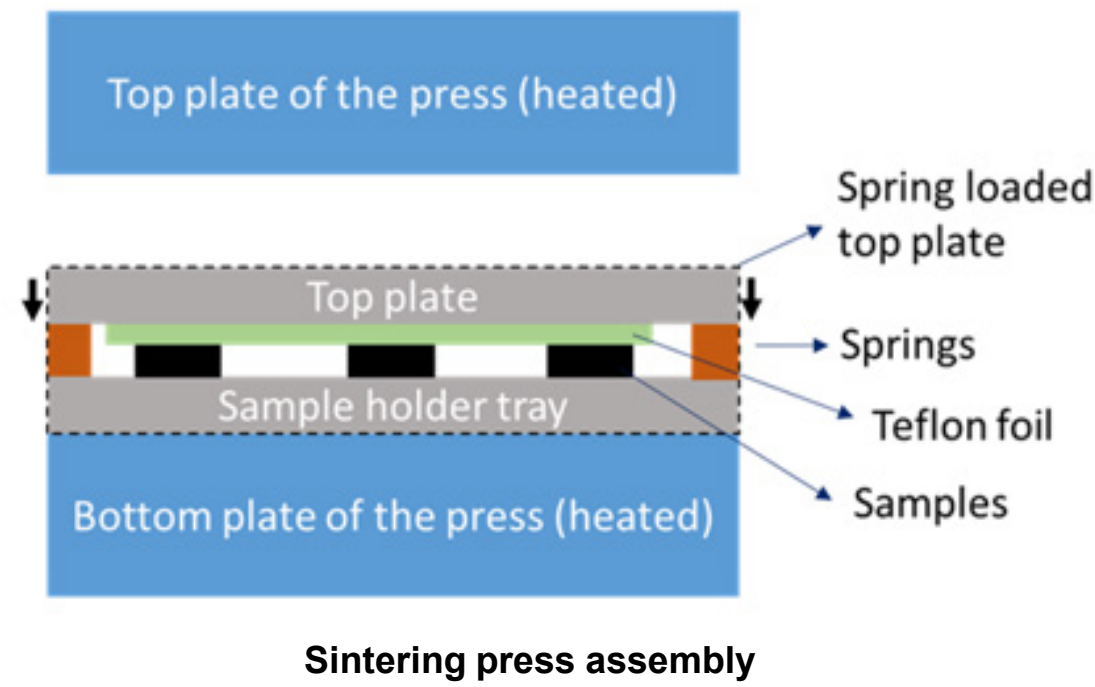 Top plate of the press (heated)
Spring loaded
top plate
Top plate
Springs
Sample holder tray
Teflon foil
Samples
Bottom plate of the press (heated)
Sintering press assembly